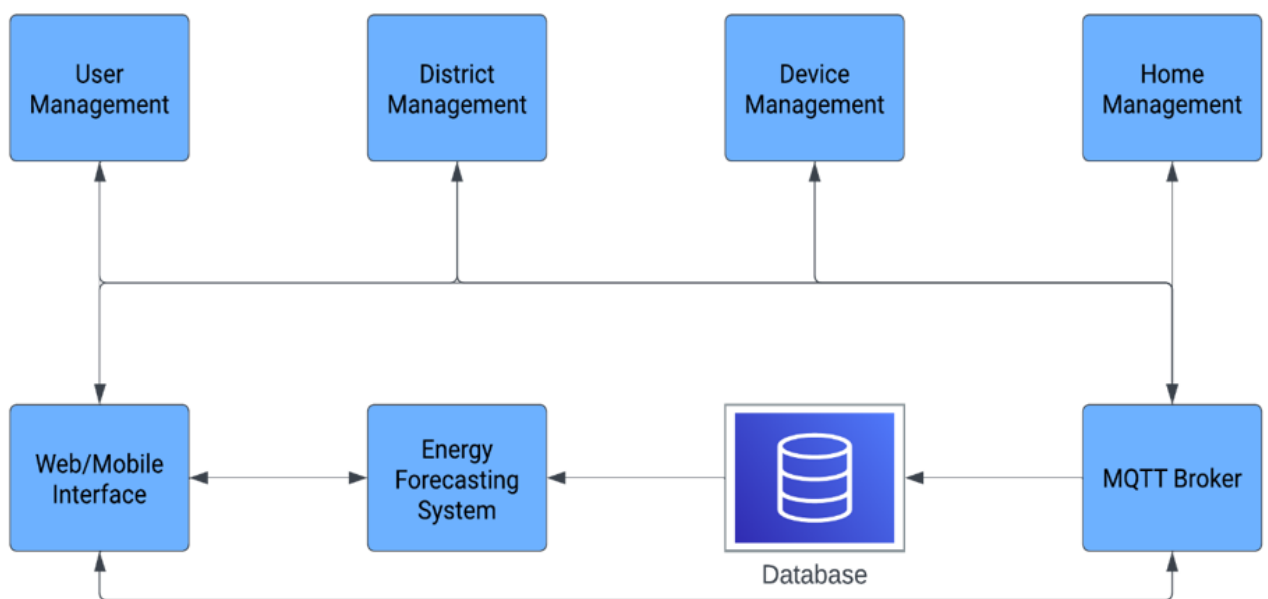 User
Management
District
Management
Device
Management
Home
Management
Web/Mobile
Interface
Energy
Forecasting
System
Database
MQTT Broker